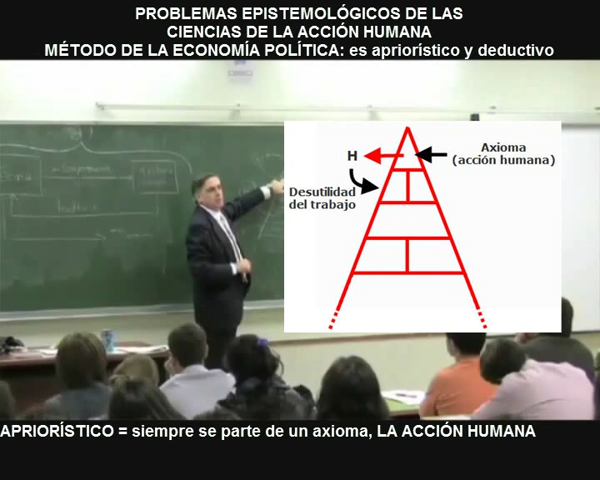 PROBLEMAS EPISTEMOLÓGICOS DE LAS
CIENCIAS DE LA ACCIÓN HUMANA
MÉTODO DE LA ECONOMÍA POLÍTICA: es apriorístico y deductivo
H
Axioma
(acción humana)
Desutilidad
del trabajo
APRIORÍSTICO = siempre se parte de un axioma, LA ACCIÓN HUMANA